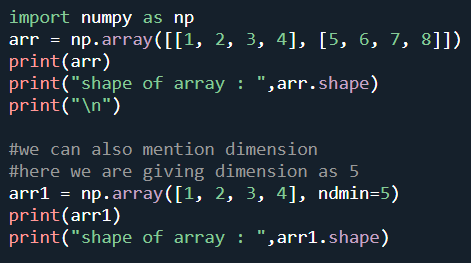 import numpy as np
arr = np.array([[1, 2, 3, 4], [5, 6, 7, 8]])
print(arr)
print("shape of array : ",arr.shape)
print("\n")
#we can also mention dimension
#here we are giving dimension as 5
arr1 = np.array([1, 2, 3, 4], ndmin=5)
print(arr1)
print("shape of array : ",arr1.shape)